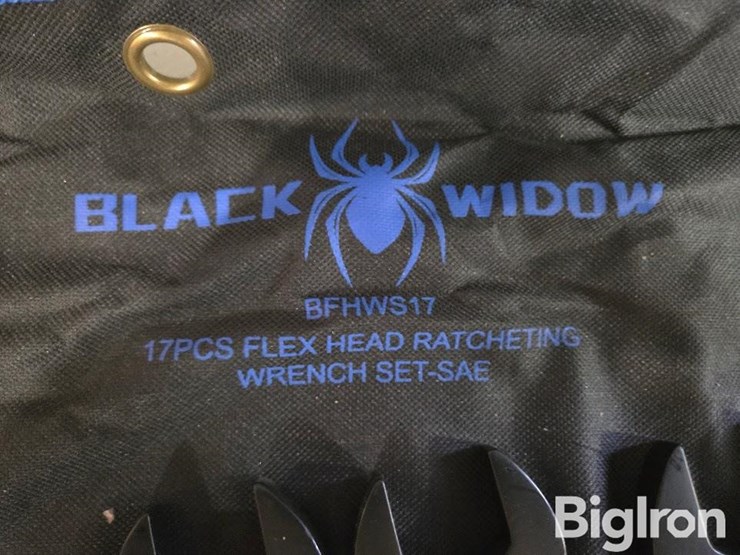 BLACK WIDOW
BFHWS17
17PCS FLEX HEAD RATCHETING
WRENCH SET-SAE
BigIron